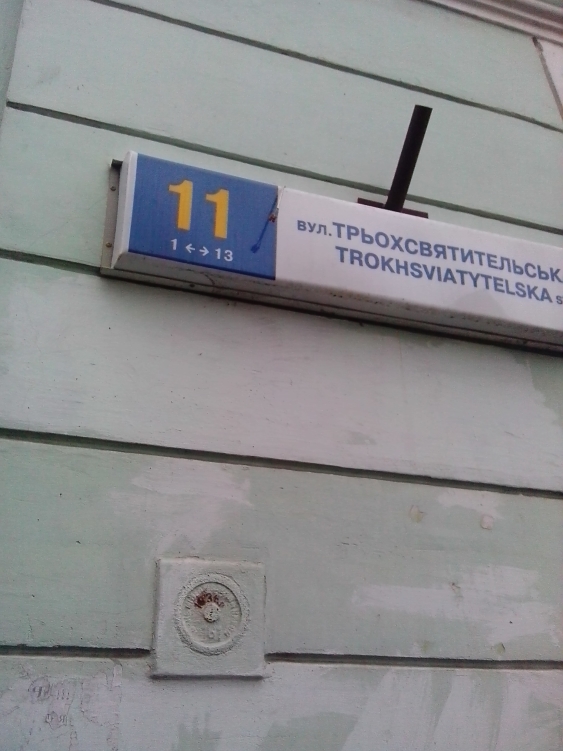 11
1 ←→ 13
вул. ТРЬОХСВЯТИТЕЛЬСЬК
TROKHSVIATYTELSKA s